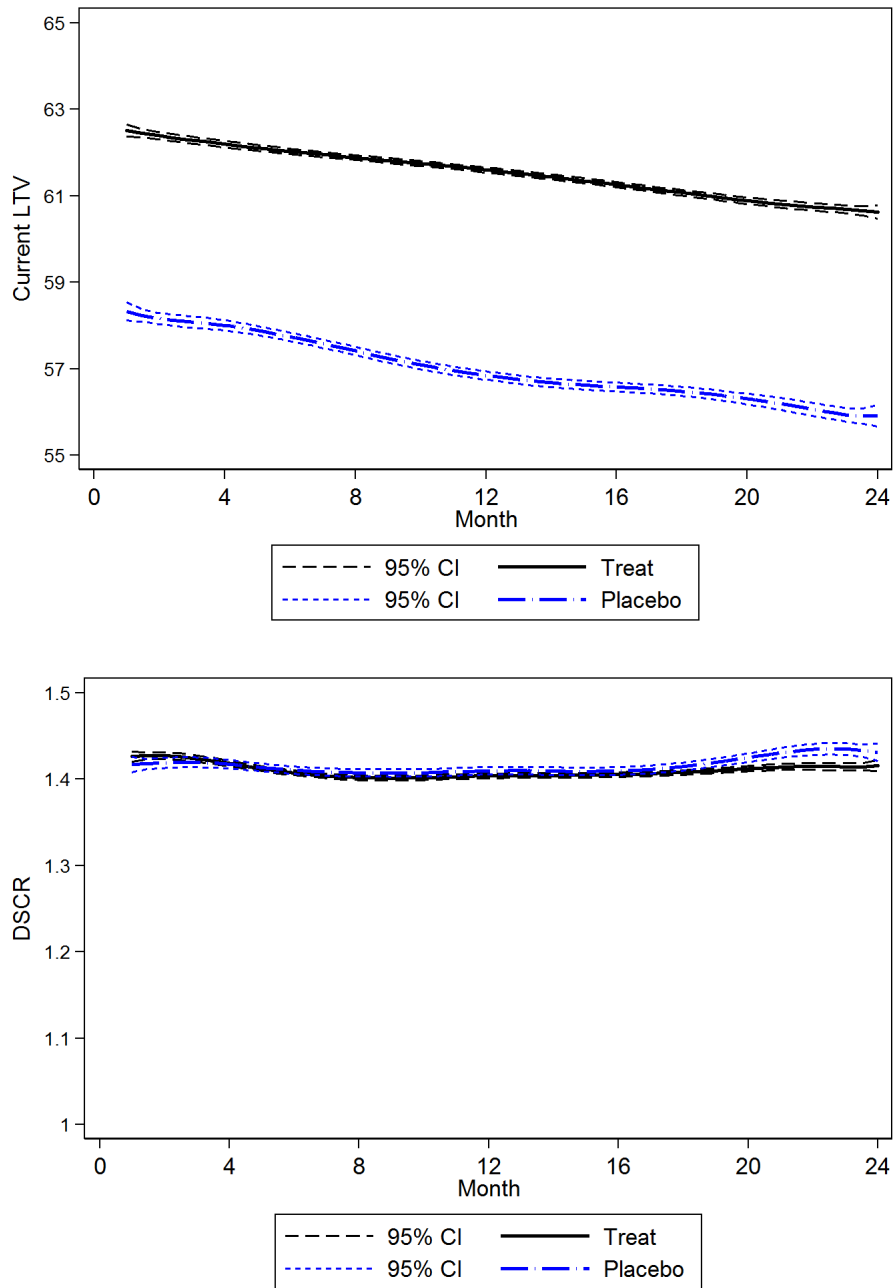 65
63
61
59
57
55
Current LTV
0 4 8 12 16 20 24
Month
95% CI Treat
95% CI Placebo
1.5
1.4
1.3
1.2
1.1
1
DSCR
0 4 8 12 16 20 24
Month
95% CI Treat
95% CI Placebo